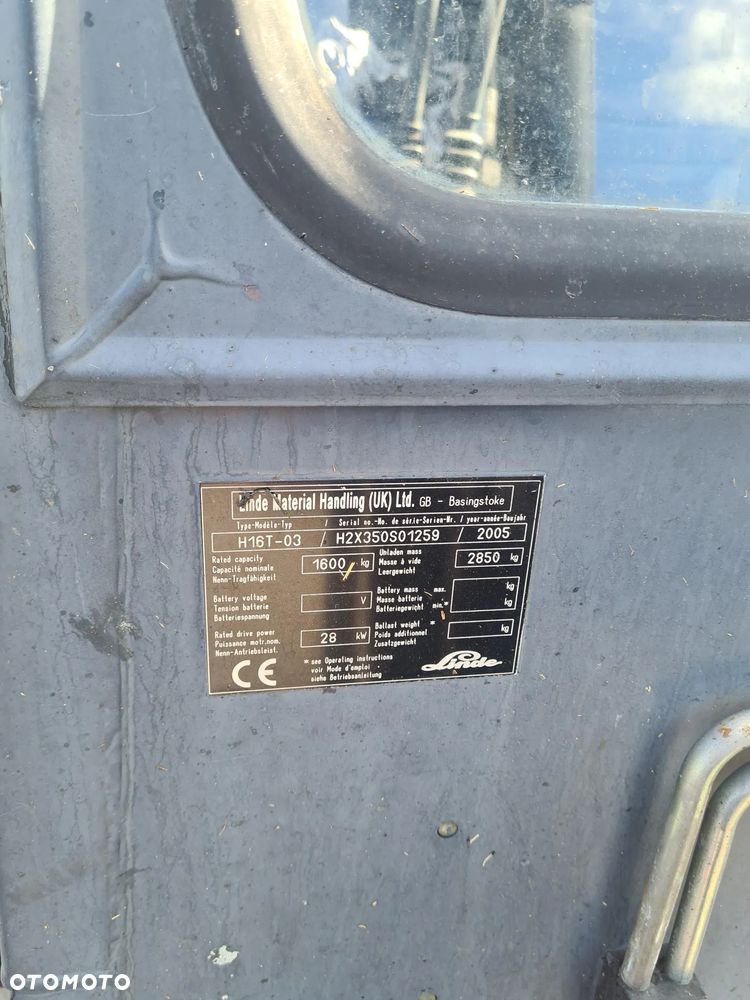 Linde Material Handling (UK) Ltd. GB - Basingstoke
Type-Modèle-Typ / Serial no.-No. de série-Serien-Nr. / year-année-Baujahr
H16T-03 / H2X350S01259 / 2005
Rated capacity
Capacité nominale
Nenn-Tragfähigkeit
1600 kg
Unladen mass
Masse à vide
Leergewicht
2850 kg
Battery voltage
Tension batterie
Batteriespannung
V
Battery mass max.
Masse batterie
Batteriegewicht min.*
kg
kg
Rated drive power
Puissance motr.nom.
Nenn-Antriebsleist.
28 kW
Ballast weight *
Poids additionnel
Zusatzgewicht
kg
CE
* see Operating instructions
voir Mode d'emploi
siehe Betriebsanleitung
Linde
OTOMOTO